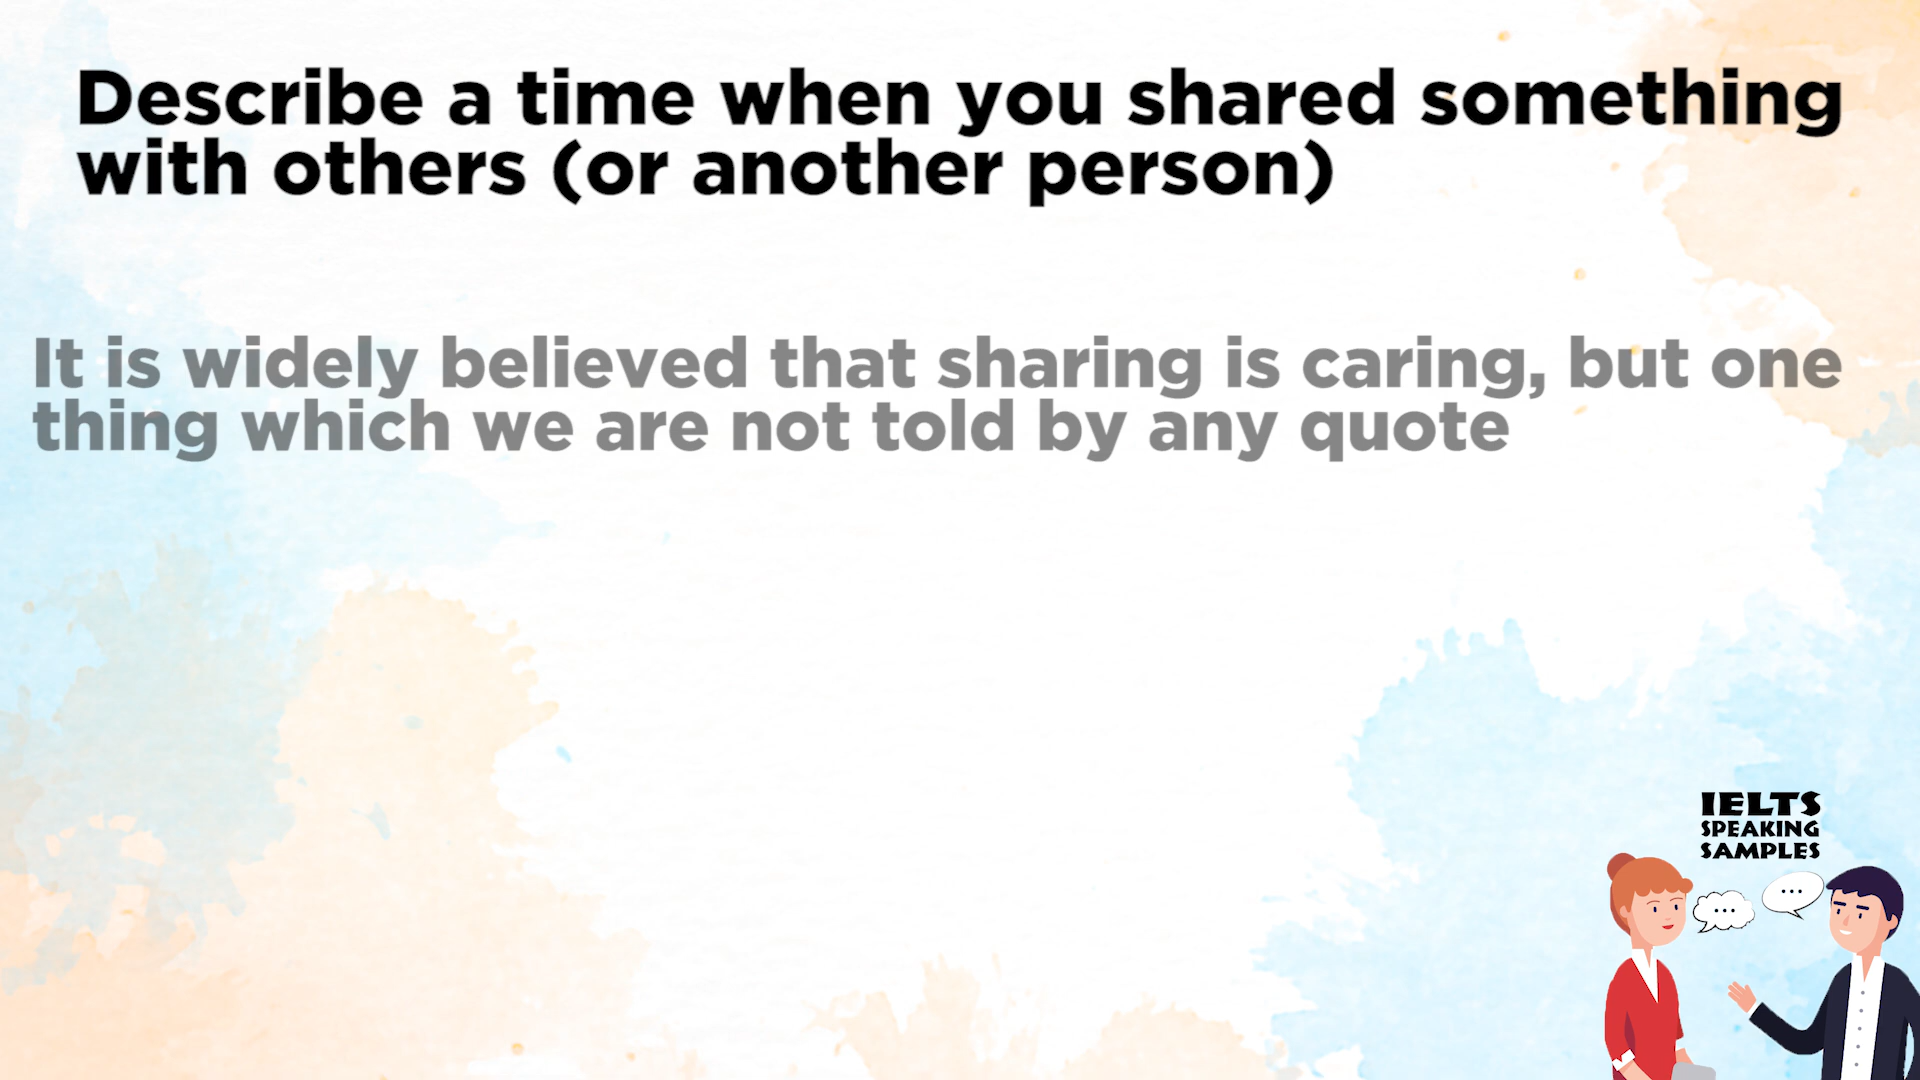 Describe a time when you shared something
with others (or another person)
It is widely believed that sharing is caring, but one
thing which we are not told by any quote
IELTS
SPEAKING
SAMPLES